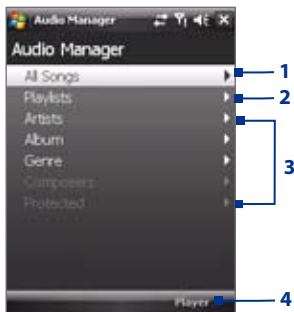 Audio Manager
Audio Manager
All Songs
Playlists
Artists
Album
Genre
Composers
Protected
Player
1
2
3
4